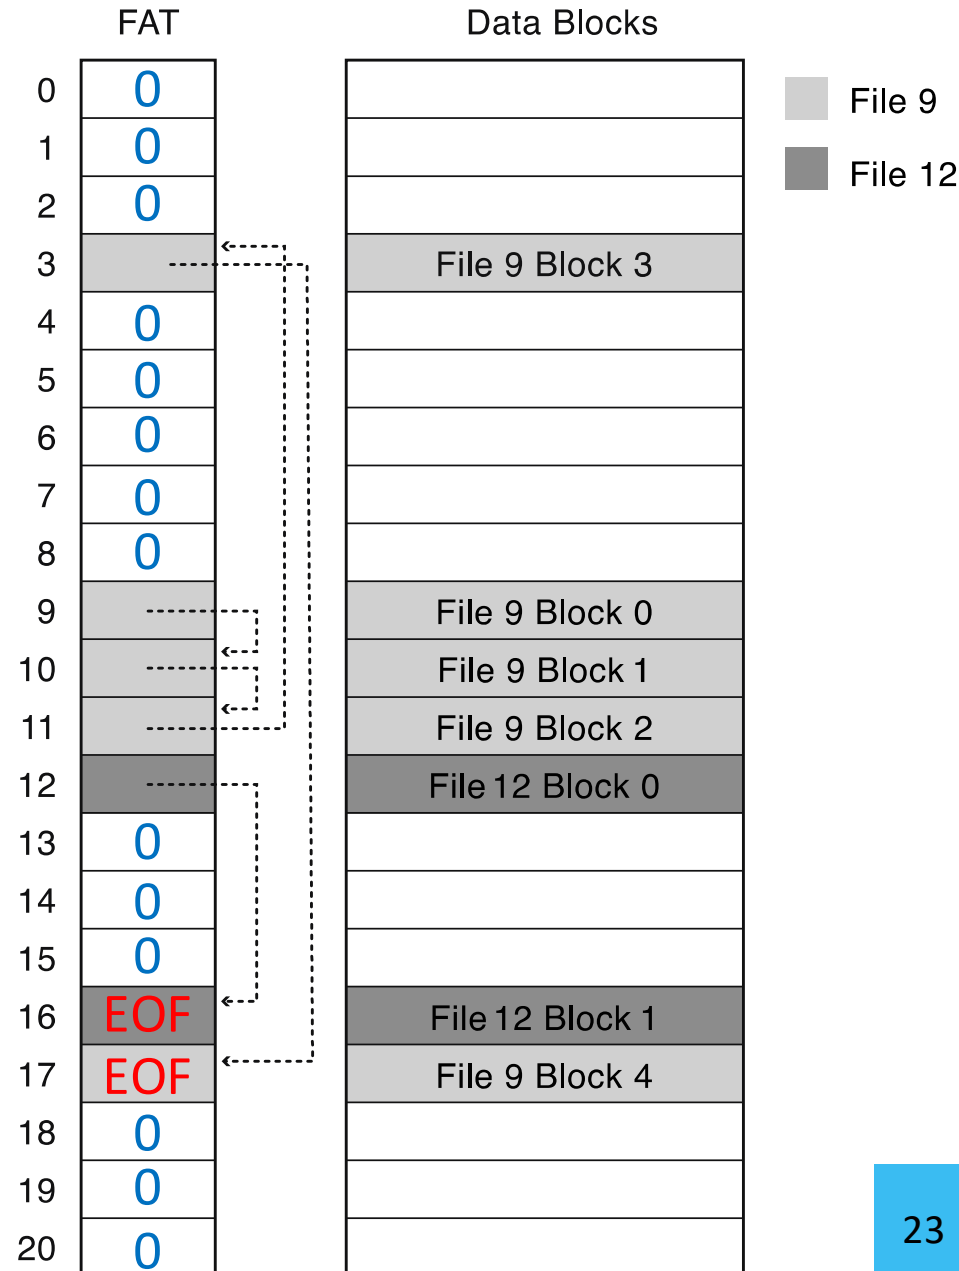 FAT Data Blocks
0 0
1 0
2 0
3 File 9 Block 3
4 0
5 0
6 0
7 0
8 0
9 File 9 Block 0
10 File 9 Block 1
11 File 9 Block 2
12 File 12 Block 0
13 0
14 0
15 0
16 EOF File 12 Block 1
17 EOF File 9 Block 4
18 0
19 0
20 0
File 9
File 12
23